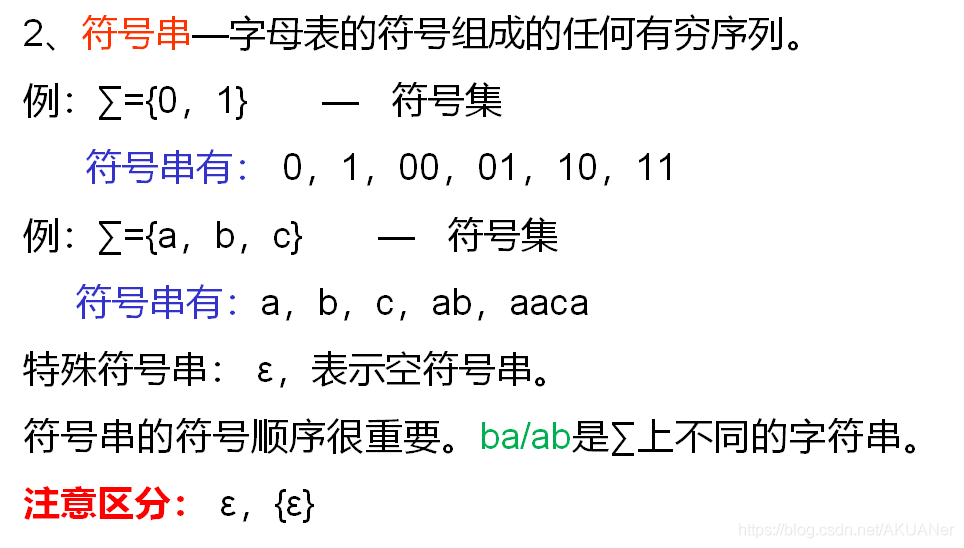 2、符号串—字母表的符号组成的任何有穷序列。
例：∑={0，1} — 符号集
符号串有： 0，1，00，01，10，11
例：∑={a，b，c} — 符号集
符号串有：a，b，c，ab，aaca
特殊符号串： ε，表示空符号串。
符号串的符号顺序很重要。ba/ab是∑上不同的字符串。
注意区分： ε，{ε}
https://blog.csdn.net/AKUANer